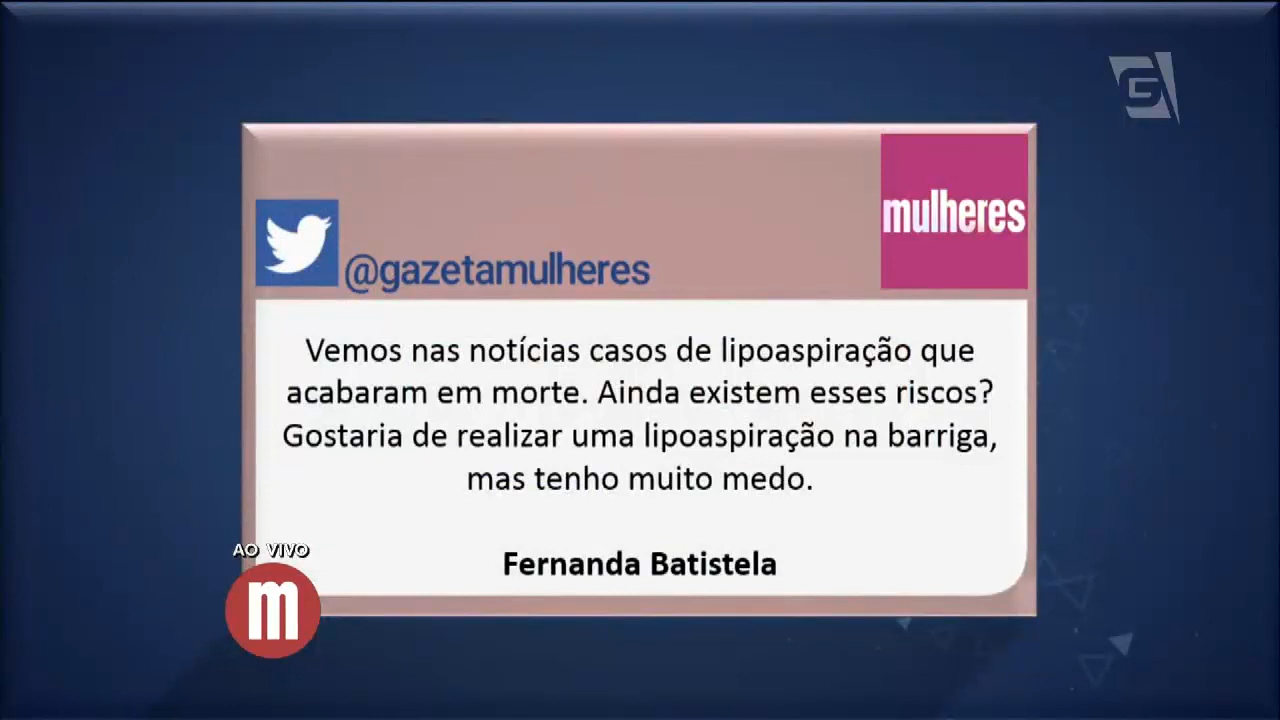 G
mulheres
@gazetamulheres
Vemos nas notícias casos de lipoaspiração que
acabaram em morte. Ainda existem esses riscos?
Gostaria de realizar uma lipoaspiração na barriga,
mas tenho muito medo.
Fernanda Batistela
AO VIVO
m